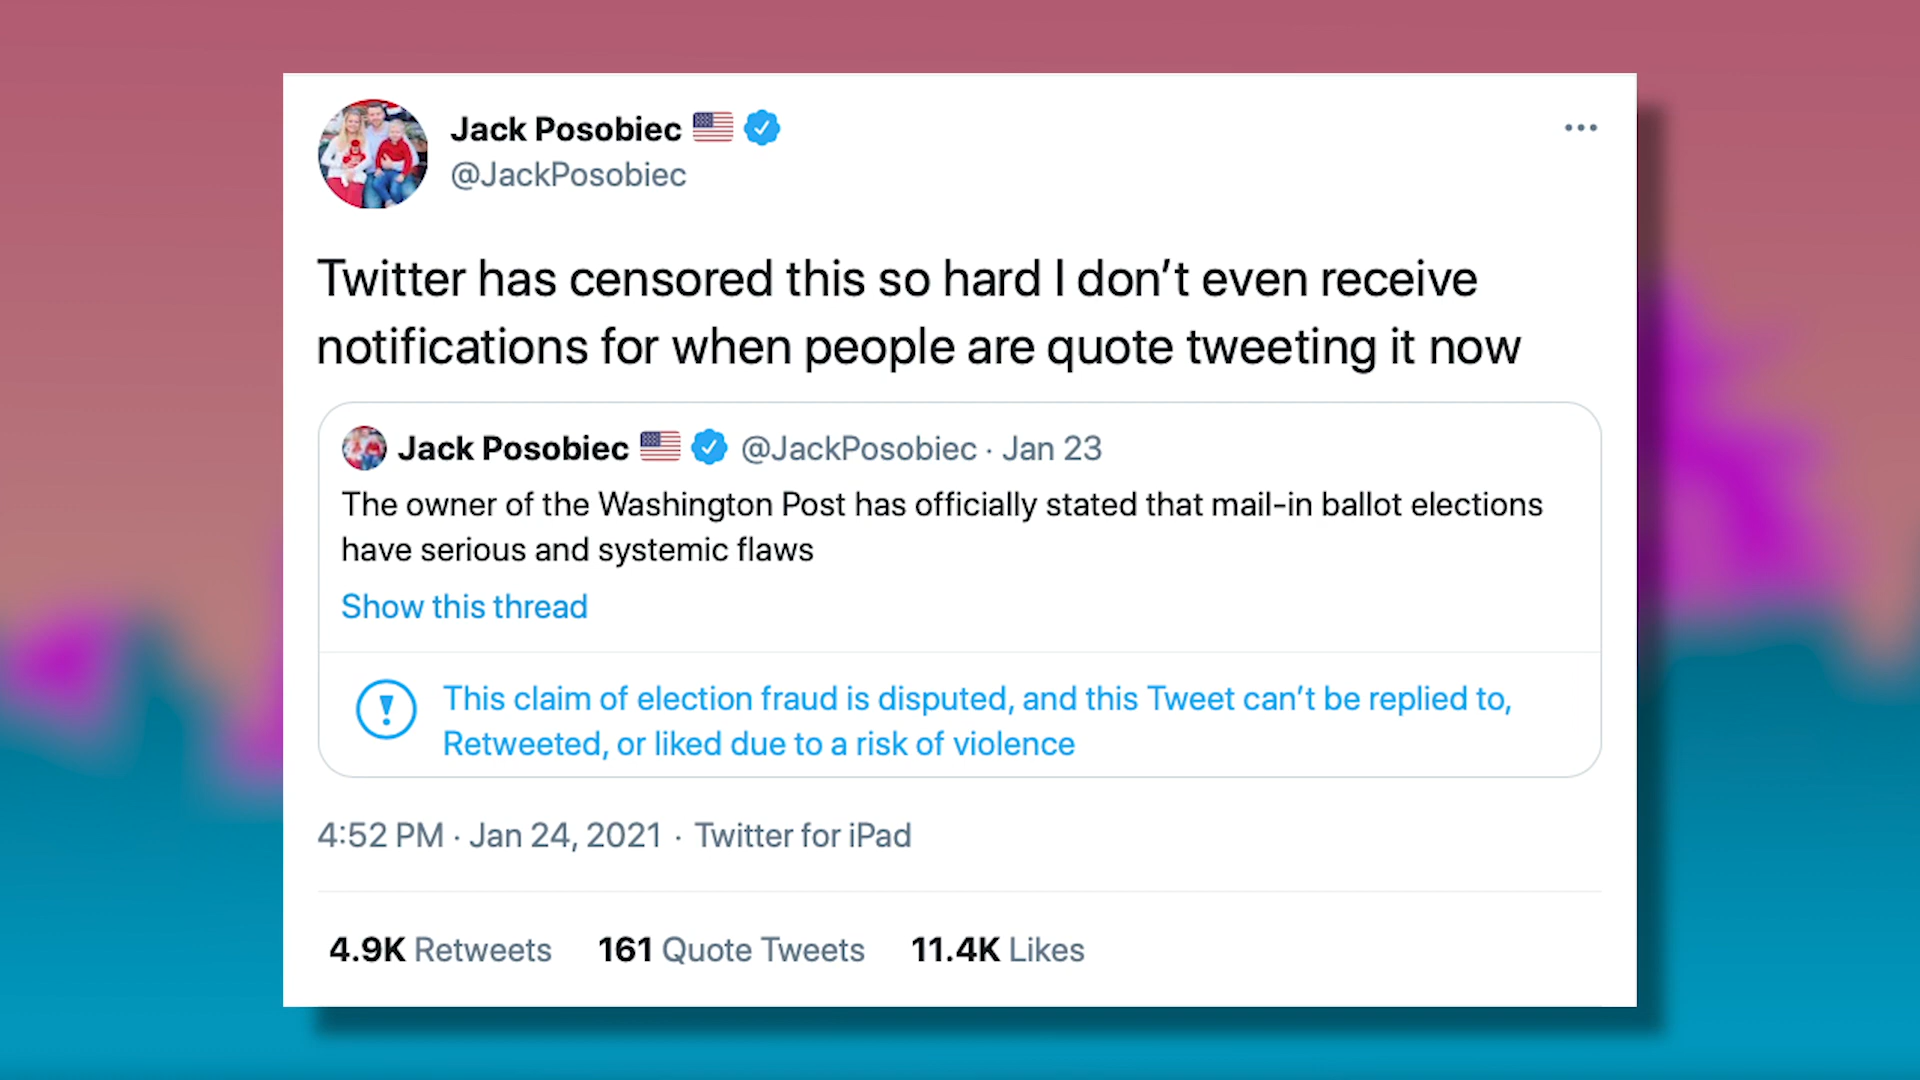 Jack Posobiec
@JackPosobiec
Twitter has censored this so hard I don’t even receive
notifications for when people are quote tweeting it now
Jack Posobiec @JackPosobiec · Jan 23
The owner of the Washington Post has officially stated that mail-in ballot elections
have serious and systemic flaws
Show this thread
This claim of election fraud is disputed, and this Tweet can’t be replied to,
Retweeted, or liked due to a risk of violence
4:52 PM · Jan 24, 2021 · Twitter for iPad
4.9K Retweets 161 Quote Tweets 11.4K Likes